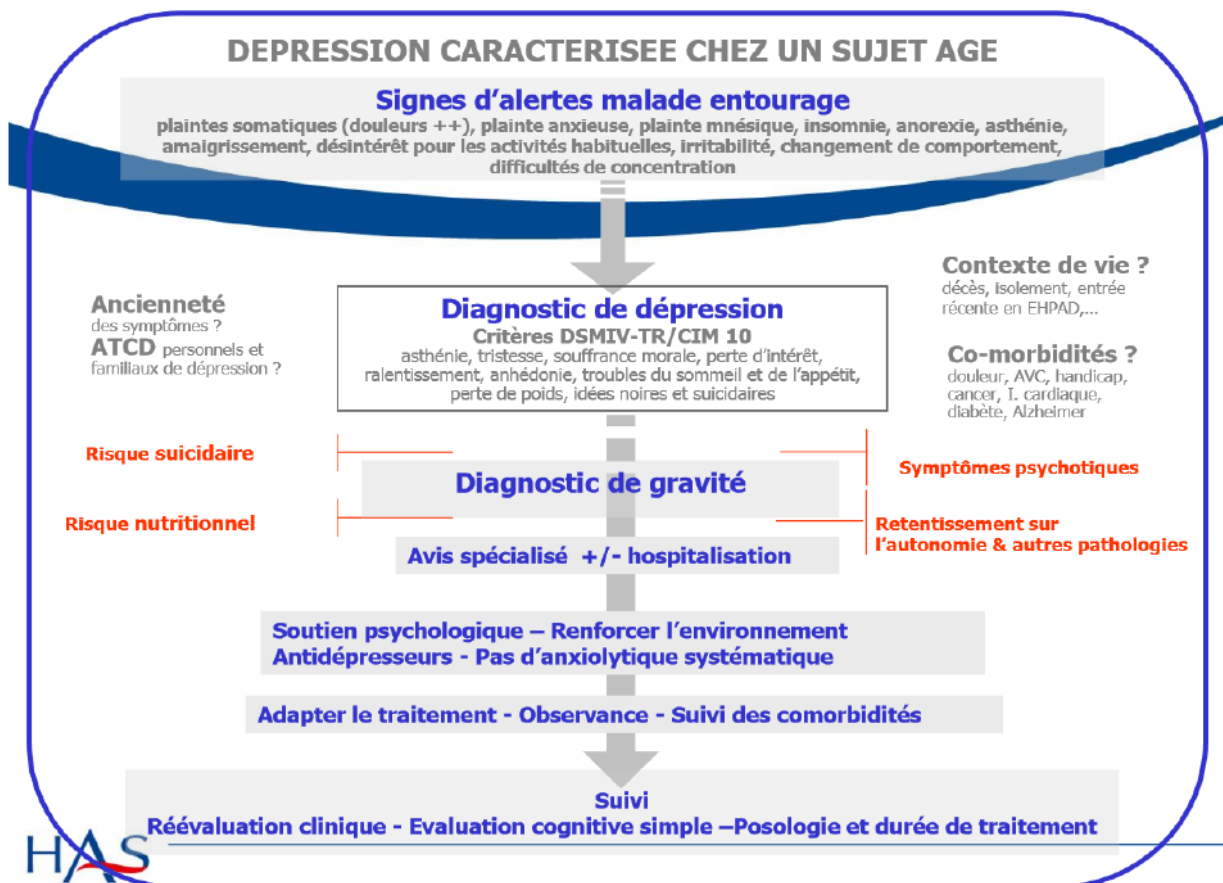 DEPRESSION CARACTERISEE CHEZ UN SUJET AGE
Signes d'alertes malade entourage
plaintes somatiques (douleurs ++), plainte anxieuse, plainte mnésique, insomnie, anorexie, asthénie,
amaigrissement, désintérêt pour les activités habituelles, irritabilité, changement de comportement,
difficultés de concentration
Ancienneté
des symptômes ?
ATCD personnels et
familiaux de dépression ?
Diagnostic de dépression
Critères DSMIV-TR/CIM 10
asthénie, tristesse, souffrance morale, perte d'intérêt,
ralentissement, anhédonie, troubles du sommeil et de l'appétit,
perte de poids, idées noires et suicidaires
Contexte de vie ?
décès, isolement, entrée
récente en EHPAD,...
Co-morbidités ?
douleur, AVC, handicap,
cancer, I. cardiaque,
diabète, Alzheimer
Risque suicidaire
Risque nutritionnel
Diagnostic de gravité
Symptômes psychotiques
Retentissement sur
l'autonomie & autres pathologies
Avis spécialisé +/- hospitalisation
Soutien psychologique – Renforcer l'environnement
Antidépresseurs - Pas d'anxiolytique systématique
Adapter le traitement - Observance - Suivi des comorbidités
Suivi
Réévaluation clinique - Evaluation cognitive simple –Posologie et durée de traitement
HAS